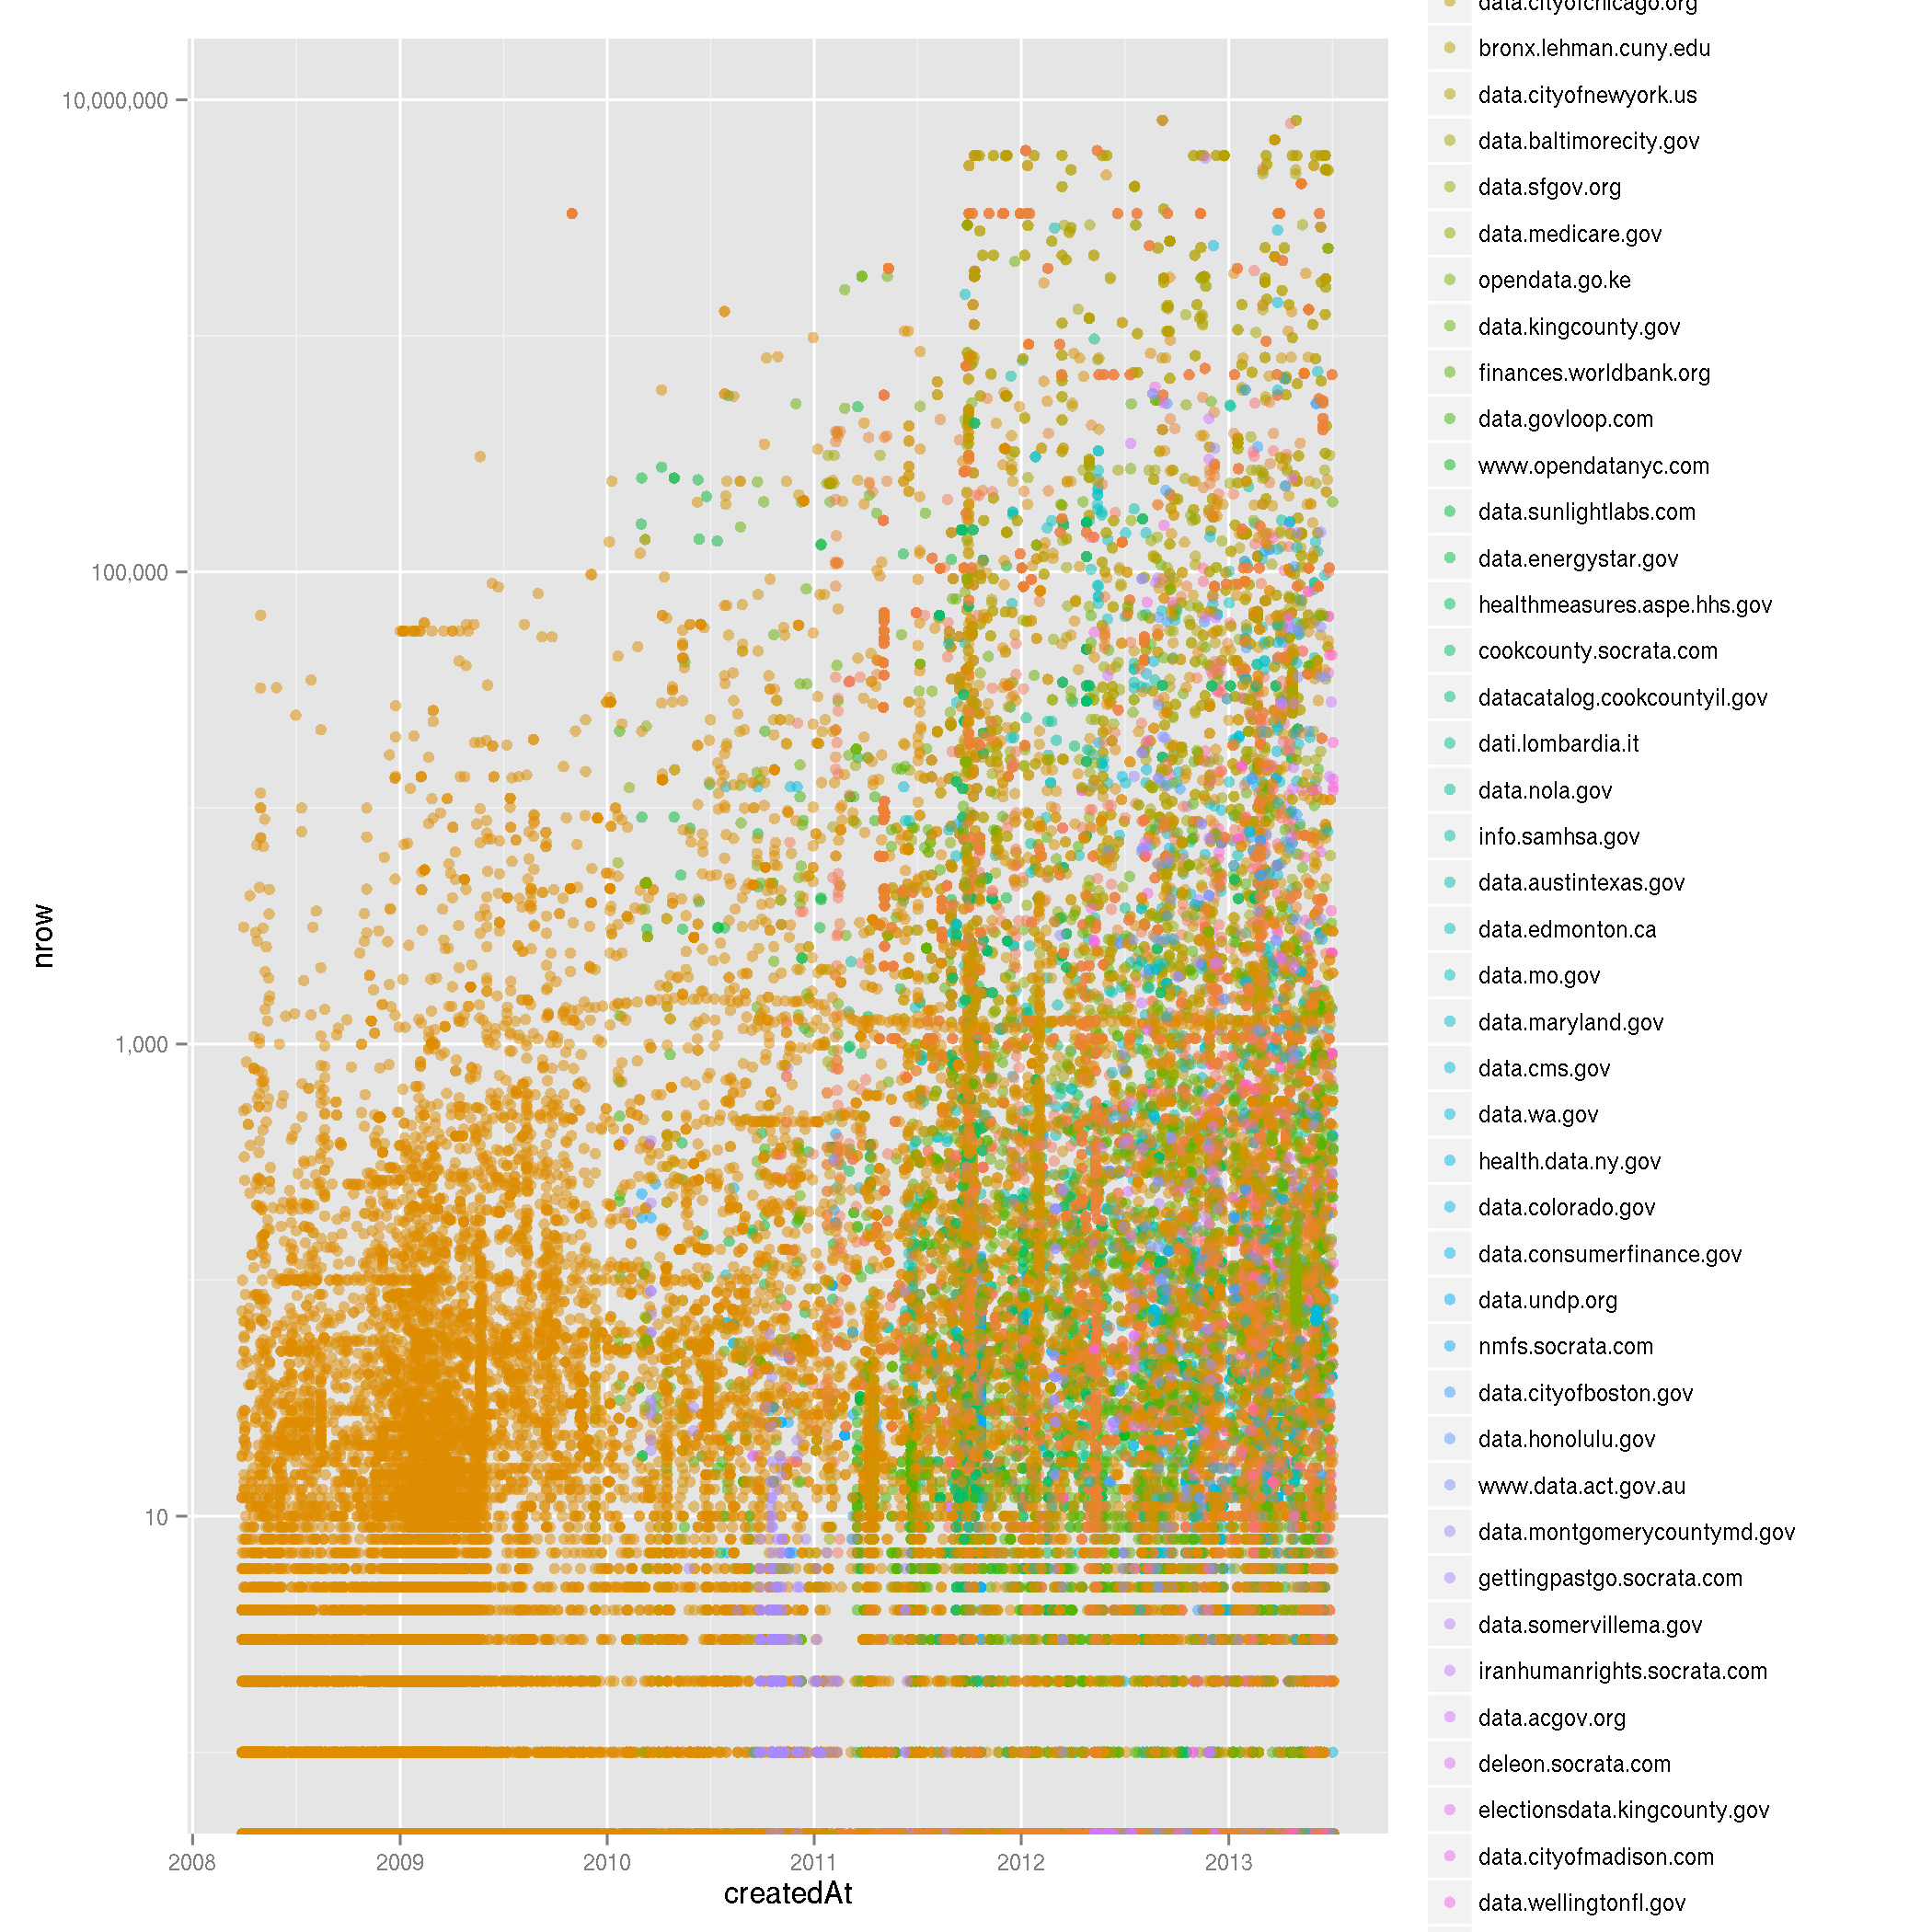 10,000,000
100,000
1,000
10
nrow
2008
2009
2010
2011
2012
2013
createdAt
data.cityofchicago.org
bronx.lehman.cuny.edu
data.cityofnewyork.us
data.baltimorecity.gov
data.sfgov.org
data.medicare.gov
opendata.go.ke
data.kingcounty.gov
finances.worldbank.org
data.govloop.com
www.opendatanyc.com
data.sunlightlabs.com
data.energystar.gov
healthmeasures.aspe.hhs.gov
cookcounty.socrata.com
datacatalog.cookcountyil.gov
dati.lombardia.it
data.nola.gov
info.samhsa.gov
data.austintexas.gov
data.edmonton.ca
data.mo.gov
data.maryland.gov
data.cms.gov
data.wa.gov
health.data.ny.gov
data.colorado.gov
data.consumerfinance.gov
data.undp.org
nmfs.socrata.com
data.cityofboston.gov
data.honolulu.gov
www.data.act.gov.au
data.montgomerycountymd.gov
gettingpastgo.socrata.com
data.somervillema.gov
iranhumanrights.socrata.com
data.acgov.org
deleon.socrata.com
electionsdata.kingcounty.gov
data.cityofmadison.com
data.wellingtonfl.gov